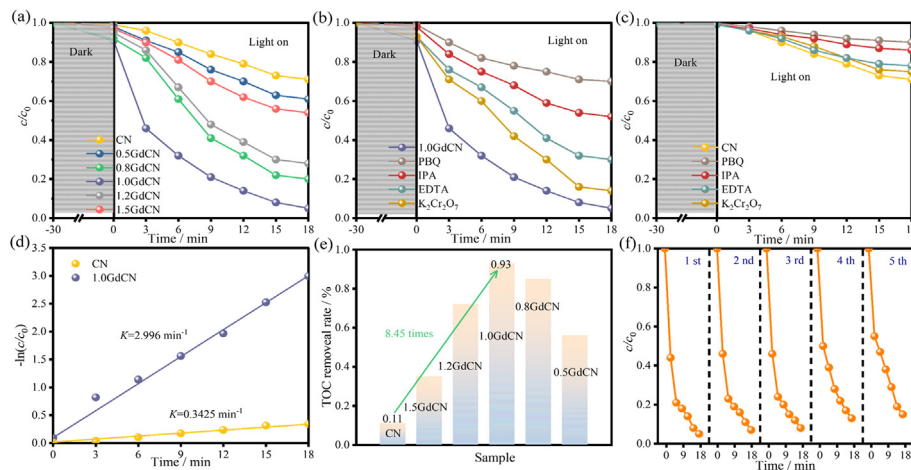 (a)
1.0
0.8
0.6
0.4
0.2
0.0
c/c0
Dark
Light on
CN
0.5GdCN
0.8GdCN
1.0GdCN
1.2GdCN
1.5GdCN
-30
0 3 6 9 12 15 18
Time / min
(b)
1.0
0.8
0.6
0.4
0.2
0.0
c/c0
Dark
Light on
1.0GdCN
PBQ
IPA
EDTA
K2Cr2O7
-30
0 3 6 9 12 15 18
Time / min
(c)
1.0
0.8
0.6
0.4
0.2
0.0
c/c0
Dark
Light on
CN
PBQ
IPA
EDTA
K2Cr2O7
-30
0 3 6 9 12 15 18
Time / min
(d)
-3.5
3.0
2.5
2.0
1.5
1.0
0.5
0.0
-ln(c/c0)
CN
1.0GdCN
K=2.996 min-1
K=0.3425 min-1
0 3 6 9 12 15 18
Time / min
(e)
1.0
0.8
0.6
0.4
0.2
0.0
TOC removeal rate / %
8.45 times
0.11
CN
1.5GdCN
1.2GdCN
0.93
1.0GdCN
0.8GdCN
0.5GdCN
Sample
(f)
1.0
0.8
0.6
0.4
0.2
0.0
c/c0
1 st
2 nd
3 rd
4 th
5 th
0 9 18 0 9 18 0 9 18 0 9 18 0 9 18
Time / min